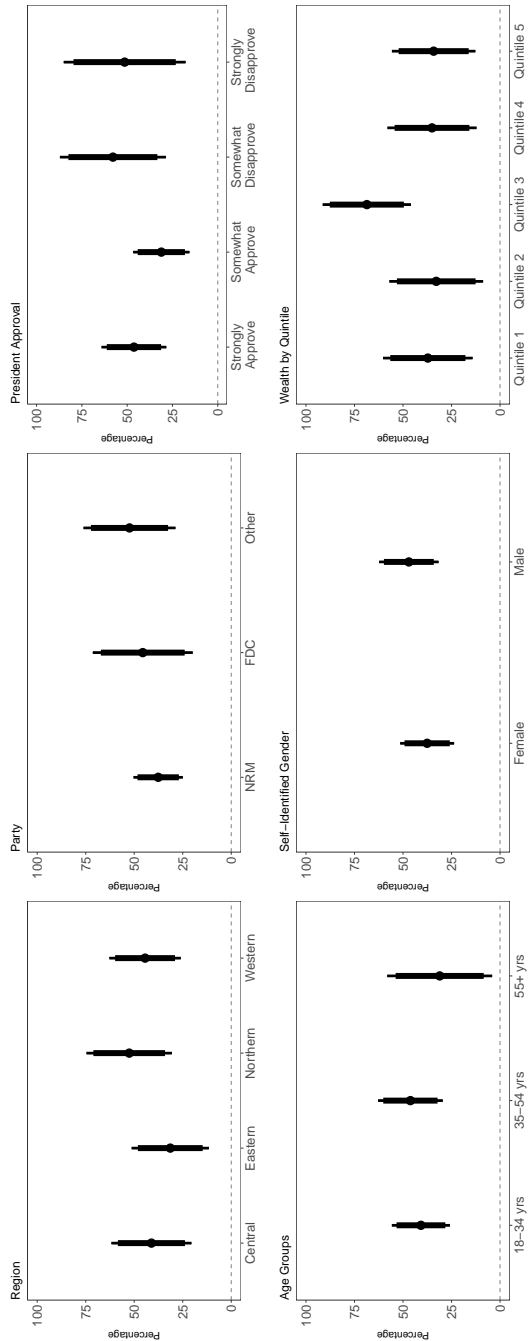 Region
Percentage
100
75
50
25
0
Central
Eastern
Northern
Western
Party
Percentage
100
75
50
25
0
NRM
FDC
Other
President Approval
Percentage
100
75
50
25
0
Strongly
Approve
Somewhat
Approve
Somewhat
Disapprove
Strongly
Disapprove
Age Groups
Percentage
100
75
50
25
0
18−34 yrs
35−54 yrs
55+ yrs
Self−Identified Gender
Percentage
100
75
50
25
0
Female
Male
Wealth by Quintile
Percentage
100
75
50
25
0
Quintile 1
Quintile 2
Quintile 3
Quintile 4
Quintile 5